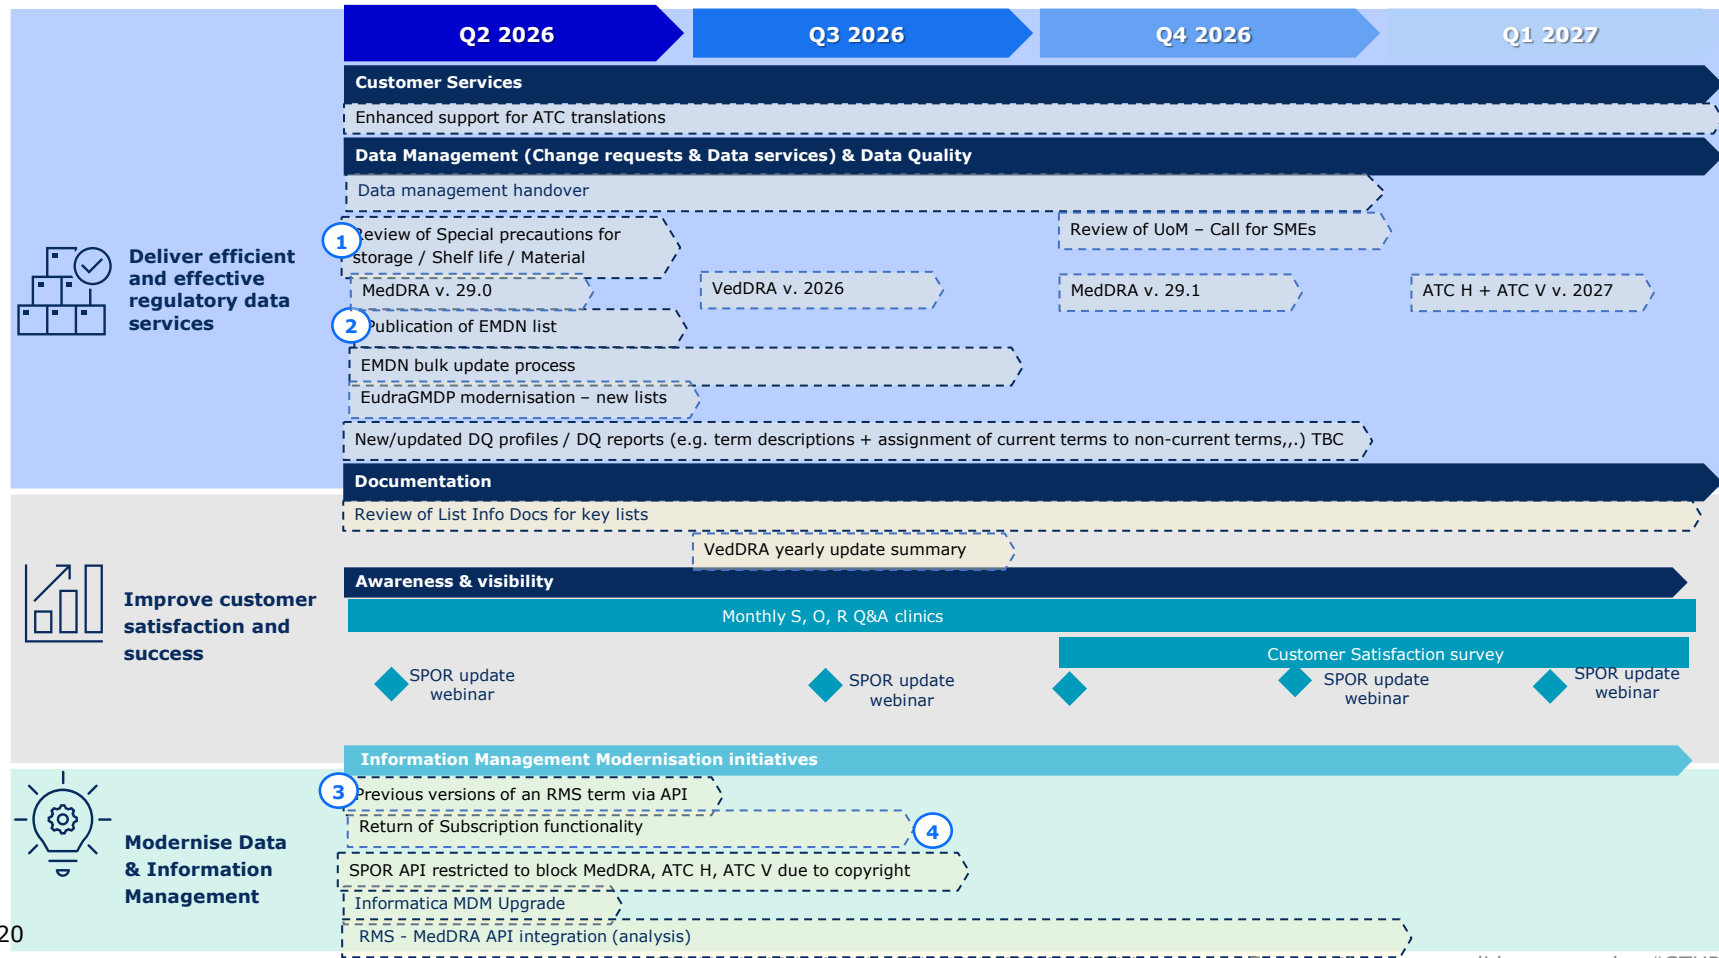 Q2 2026
Q3 2026
Q4 2026
Q1 2027
Customer Services
Enhanced support for ATC translations
Data Management (Change requests & Data services) & Data Quality
Data management handover
1
Review of Special precautions for
storage / Shelf life / Material
Review of UoM – Call for SMEs
Deliver efficient
and effective
regulatory data
services
MedDRA v. 29.0
VedDRA v. 2026
MedDRA v. 29.1
ATC H + ATC V v. 2027
2
Publication of EMDN list
EMDN bulk update process
EudraGMDP modernisation – new lists
New/updated DQ profiles / DQ reports (e.g. term descriptions + assignment of current terms to non-current terms,,.) TBC
Documentation
Review of List Info Docs for key lists
VedDRA yearly update summary
Awareness & visibility
Improve customer
satisfaction and
success
Monthly S, O, R Q&A clinics
Customer Satisfaction survey
SPOR update
webinar
SPOR update
webinar
SPOR update
webinar
SPOR update
webinar
Information Management Modernisation initiatives
3
Previous versions of an RMS term via API
Return of Subscription functionality
4
Modernise Data
& Information
Management
SPOR API restricted to block MedDRA, ATC H, ATC V due to copyright
Informatica MDM Upgrade
RMS - MedDRA API integration (analysis)
20